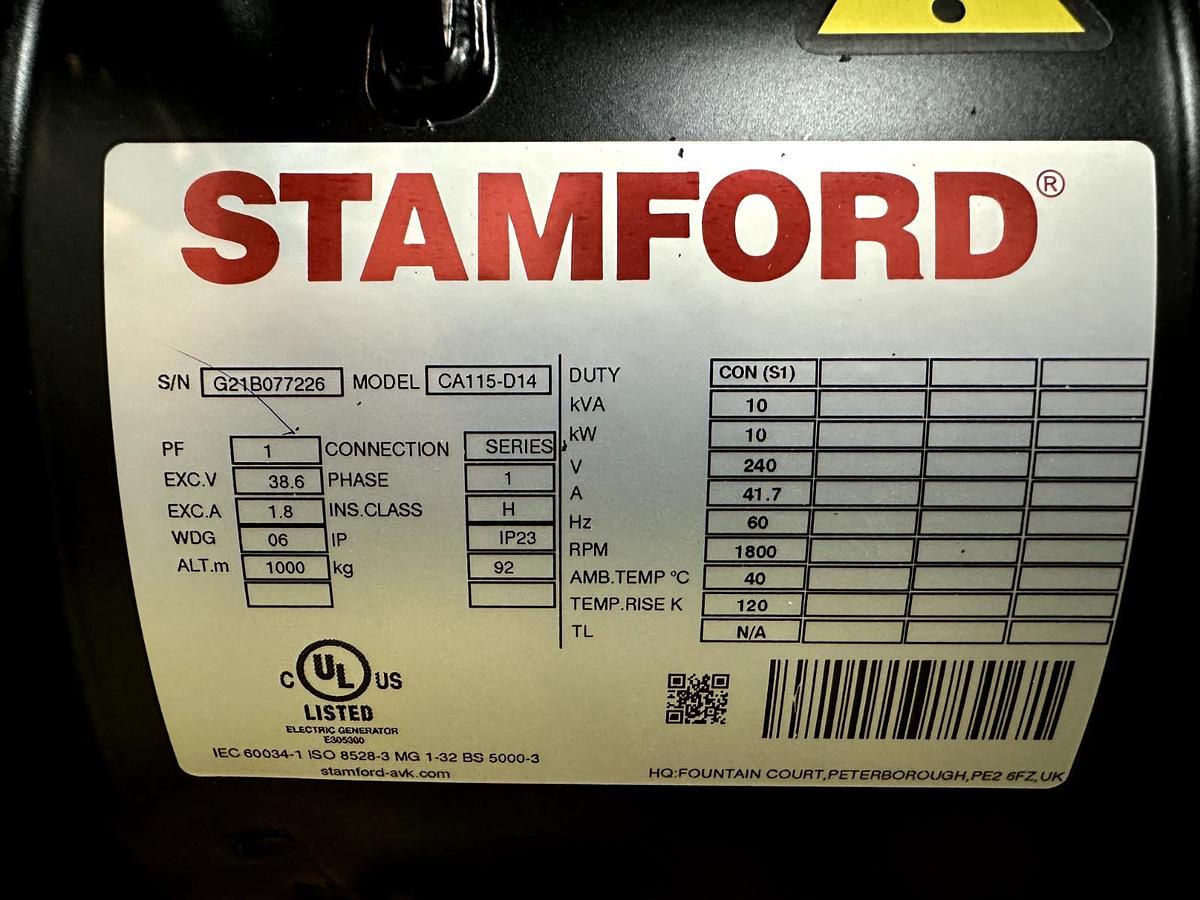 STAMFORD®
S/N G21B077226 MODEL CA115-D14
PF 1 CONNECTION SERIES
EXC.V 38.6 PHASE 1
EXC.A 1.8 INS.CLASS H
WDG 06 IP IP23
ALT.m 1000 kg 92
DUTY CON (S1)
kVA 10
kW 10
V 240
A 41.7
Hz 60
RPM 1800
AMB.TEMP ºC 40
TEMP.RISE K 120
TL N/A
C UL US
LISTED
ELECTRIC GENERATOR
E305300
IEC 60034-1 ISO 8528-3 MG 1-32 BS 5000-3
stamford-avk.com
HQ:FOUNTAIN COURT,PETERBOROUGH,PE2 6FZ,UK